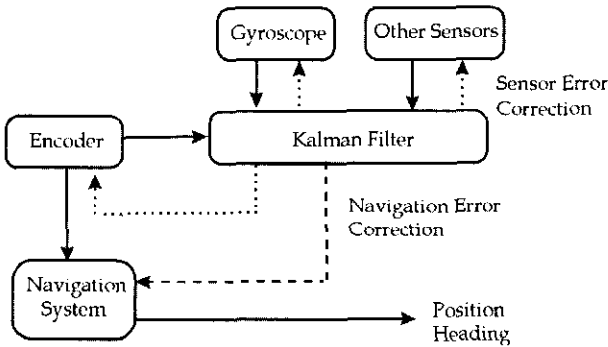 Gyroscope
Other Sensors
Sensor Error
Correction
Encoder
Kalman Filter
Navigation Error
Correction
Navigation
System
Position
Heading